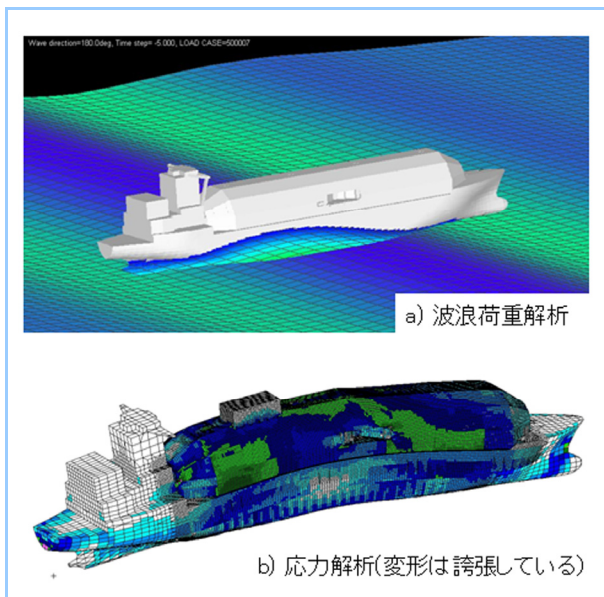 Wave direction=180.0deg, Time step= -5.000, LOAD CASE=500007
a) 波浪荷重解析
b) 応力解析(変形は誇張している)